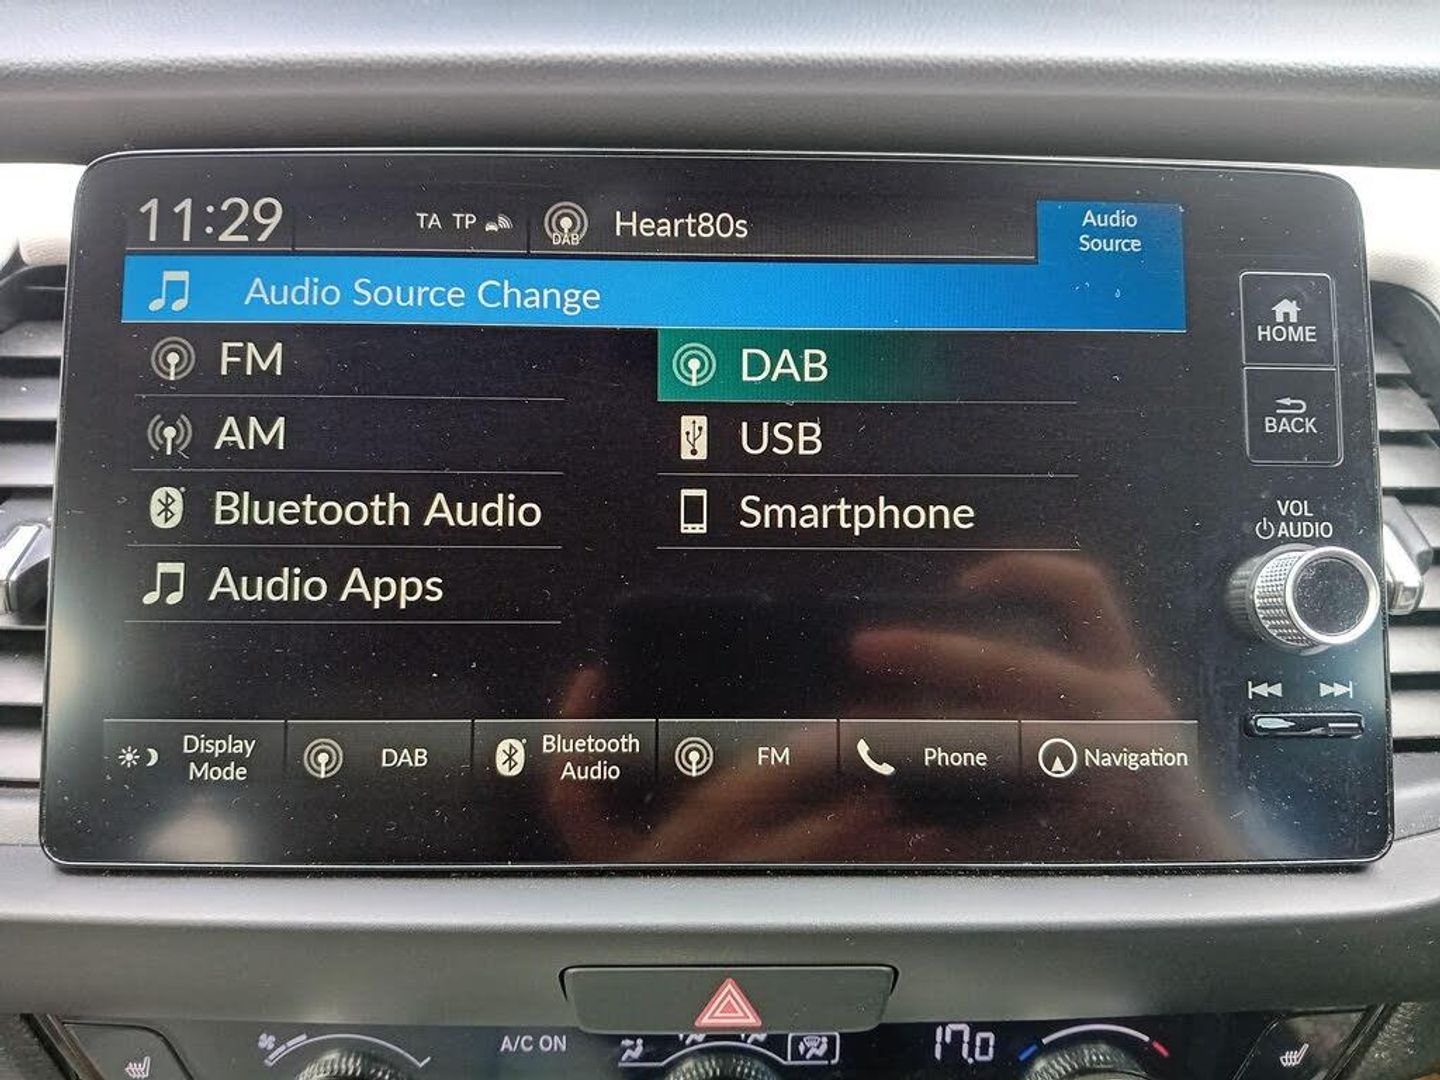 11:29 TA TP DAB Heart80s Audio
Source
Audio Source Change
FM DAB
AM USB
Bluetooth Audio Smartphone
Audio Apps
Display
Mode DAB Bluetooth
Audio FM Phone Navigation
HOME
BACK
VOL
AUDIO
A/C ON 17.0